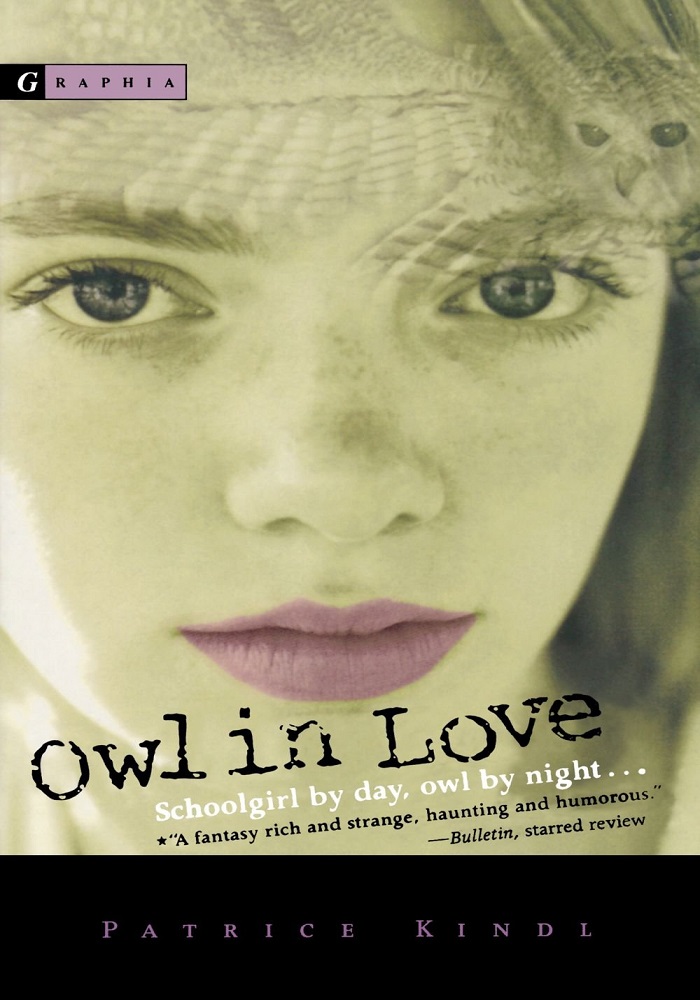 GRAPHIA
Owl in Love
Schoolgirl by day, owl by night...
★“A fantasy rich and strange, haunting and humorous.”
—Bulletin, starred review
PATRICE KINDL